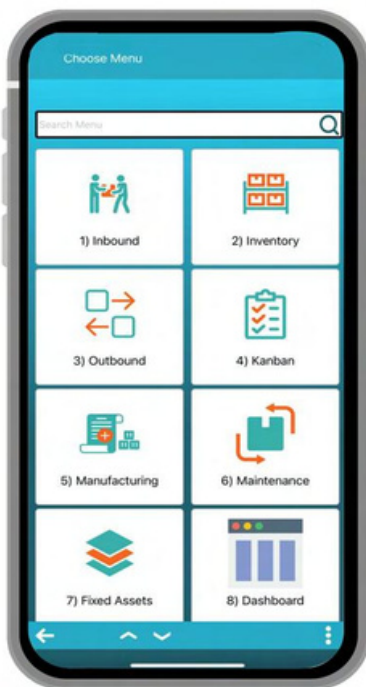 Choose Menu
Search Menu
1) Inbound
2) Inventory
3) Outbound
4) Kanban
5) Manufacturing
6) Maintenance
7) Fixed Assets
8) Dashboard